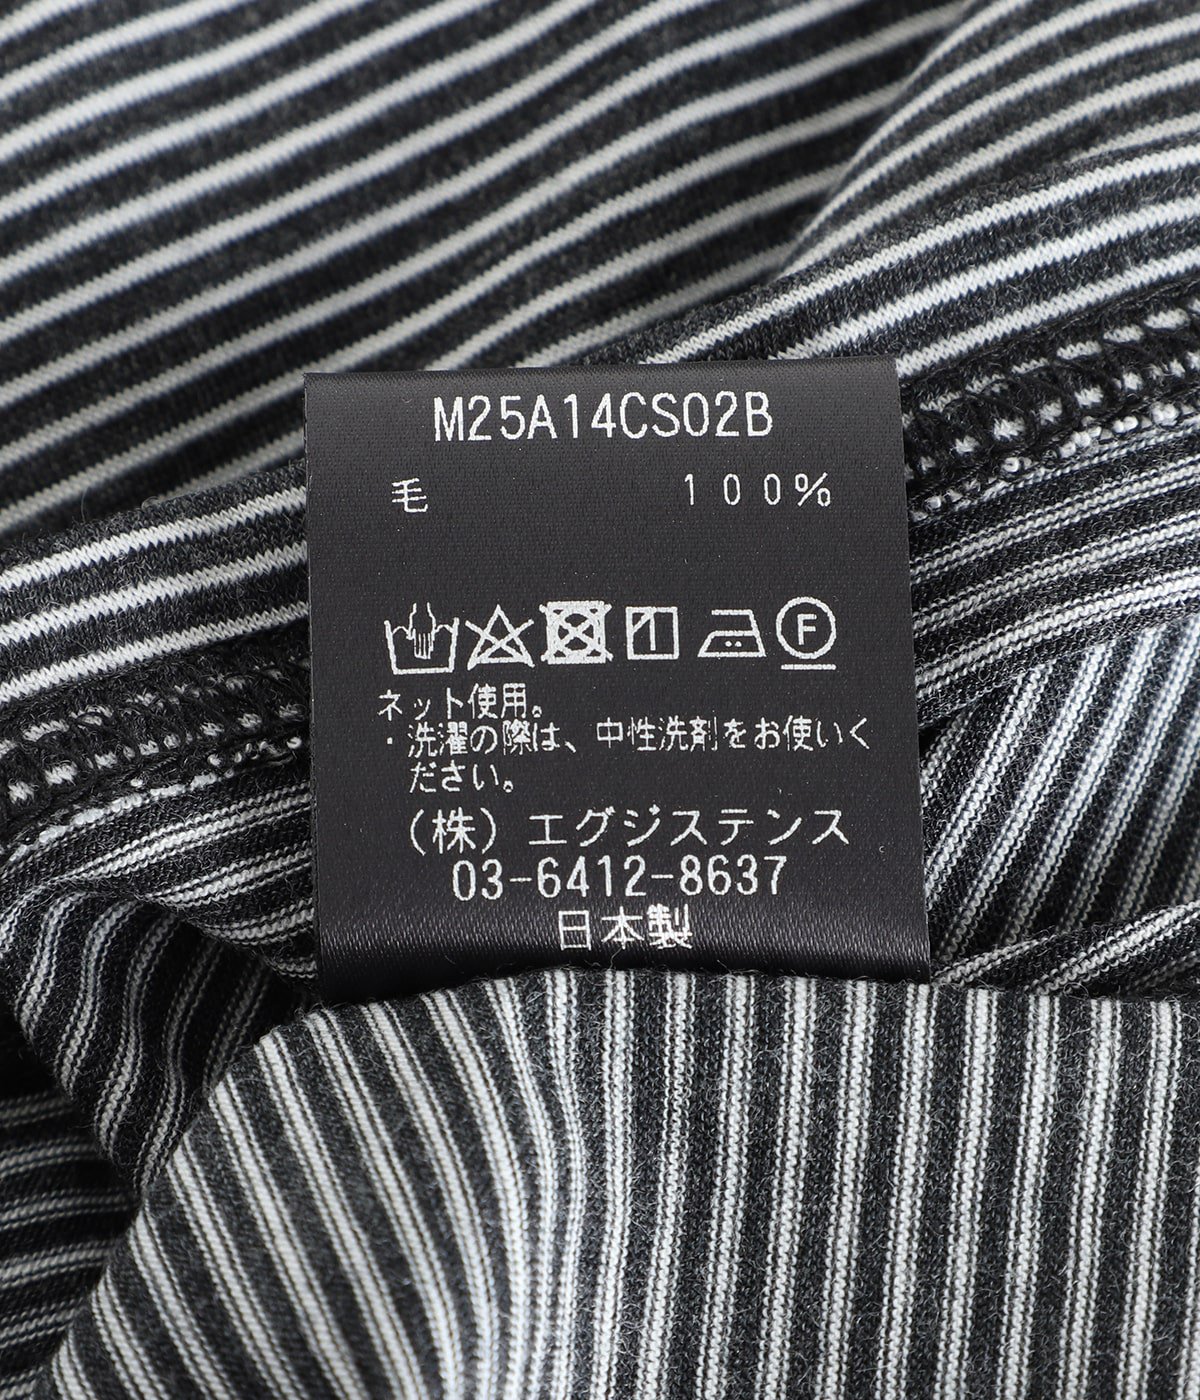 M25A14CS02B
毛 100%
F
ネット使用。
・洗濯の際は、中性洗剤をお使いく
ださい。
(株)エグジステンス
03-6412-8637
日本製